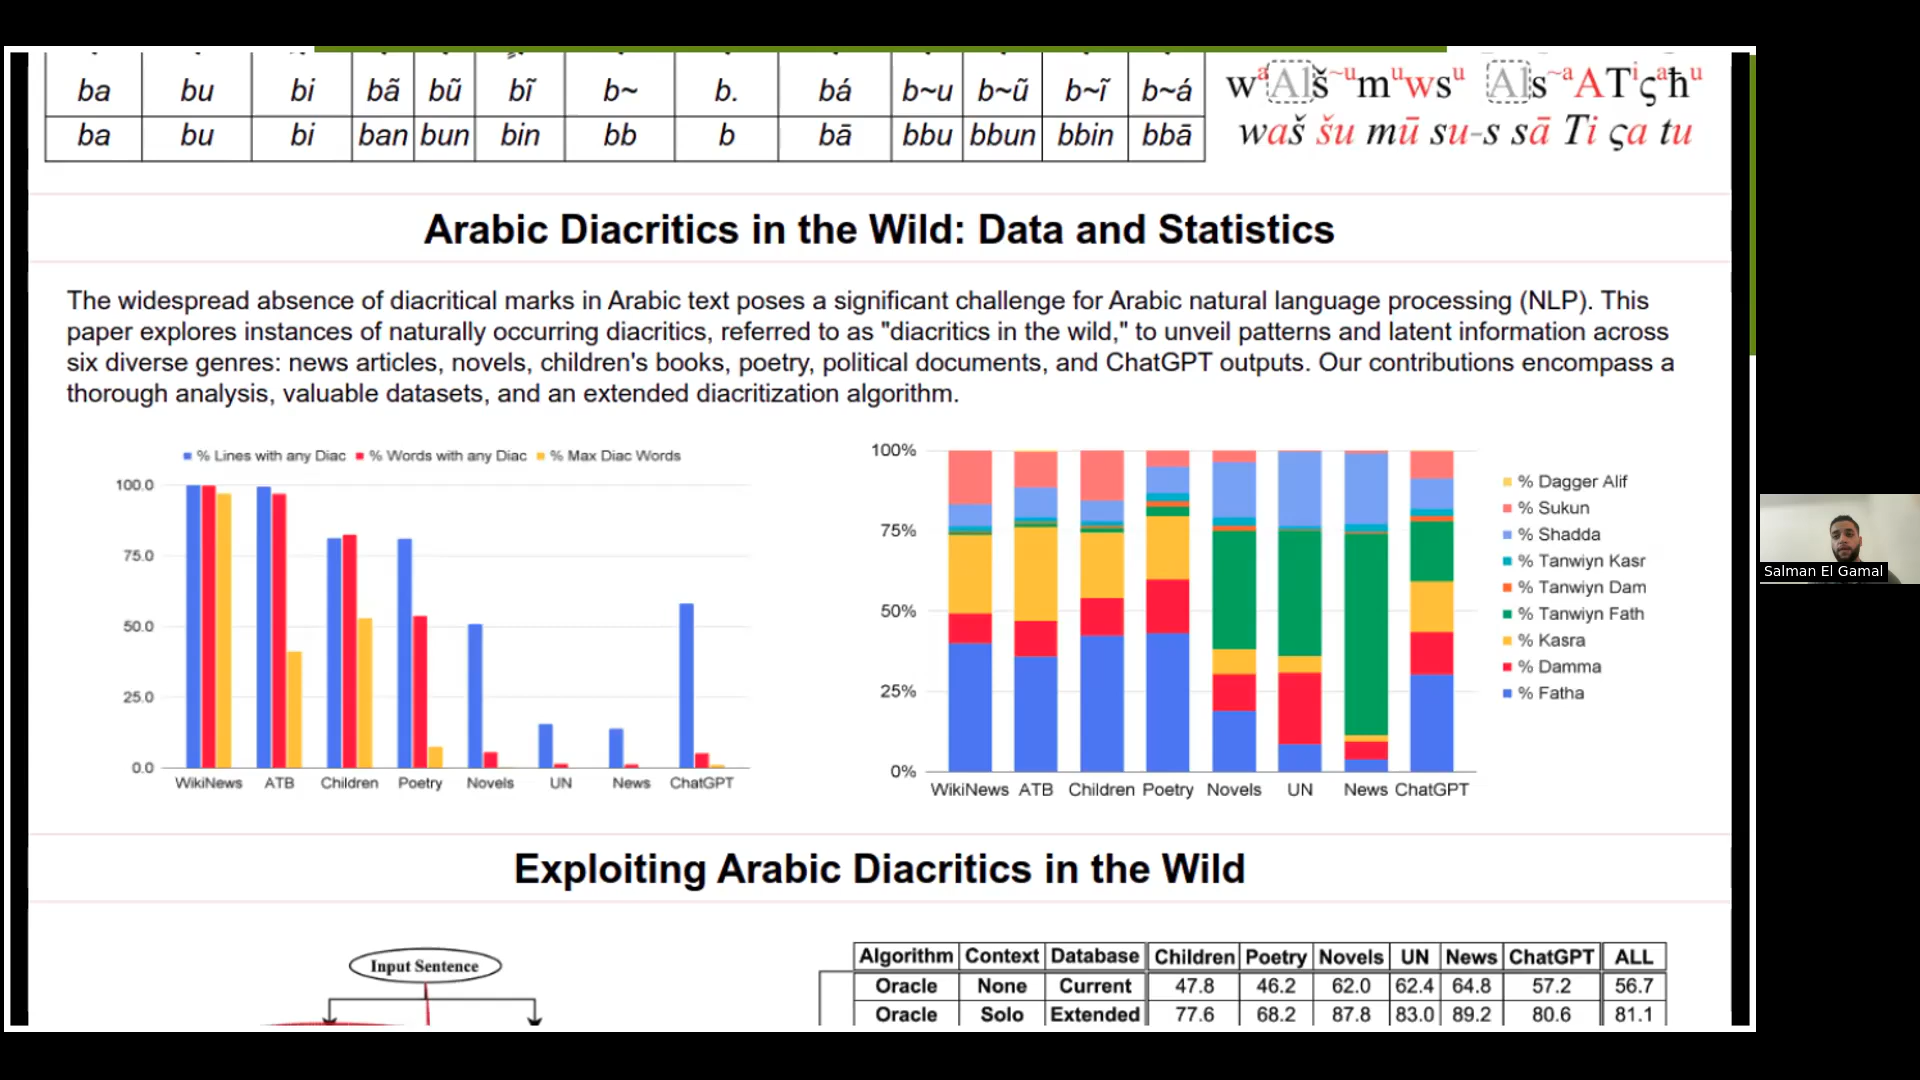 ba bu bi bã bũ bĩ b~ b. bá b~u b~ũ b~ĩ b~á
ba bu bi ban bun bin bb b bā bbu bbun bbin bbā
waš šu mū su-s sā Ti ςa tu
Arabic Diacritics in the Wild: Data and Statistics
The widespread absence of diacritical marks in Arabic text poses a significant challenge for Arabic natural language processing (NLP). This
paper explores instances of naturally occurring diacritics, referred to as "diacritics in the wild," to unveil patterns and latent information across
six diverse genres: news articles, novels, children's books, poetry, political documents, and ChatGPT outputs. Our contributions encompass a
thorough analysis, valuable datasets, and an extended diacritization algorithm.
% Lines with any Diac % Words with any Diac % Max Diac Words
100.0
75.0
50.0
25.0
0.0
WikiNews ATB Children Poetry Novels UN News ChatGPT
100%
75%
50%
25%
0%
WikiNews ATB Children Poetry Novels UN News ChatGPT
% Dagger Alif
% Sukun
% Shadda
% Tanwiyn Kasr
% Tanwiyn Dam
% Tanwiyn Fath
% Kasra
% Damma
% Fatha
Salman El Gamal
Exploiting Arabic Diacritics in the Wild
Input Sentence
Algorithm Context Database Children Poetry Novels UN News ChatGPT ALL
Oracle None Current 47.8 46.2 62.0 62.4 64.8 57.2 56.7
Oracle Solo Extended 77.6 68.2 87.8 83.0 89.2 80.6 81.1